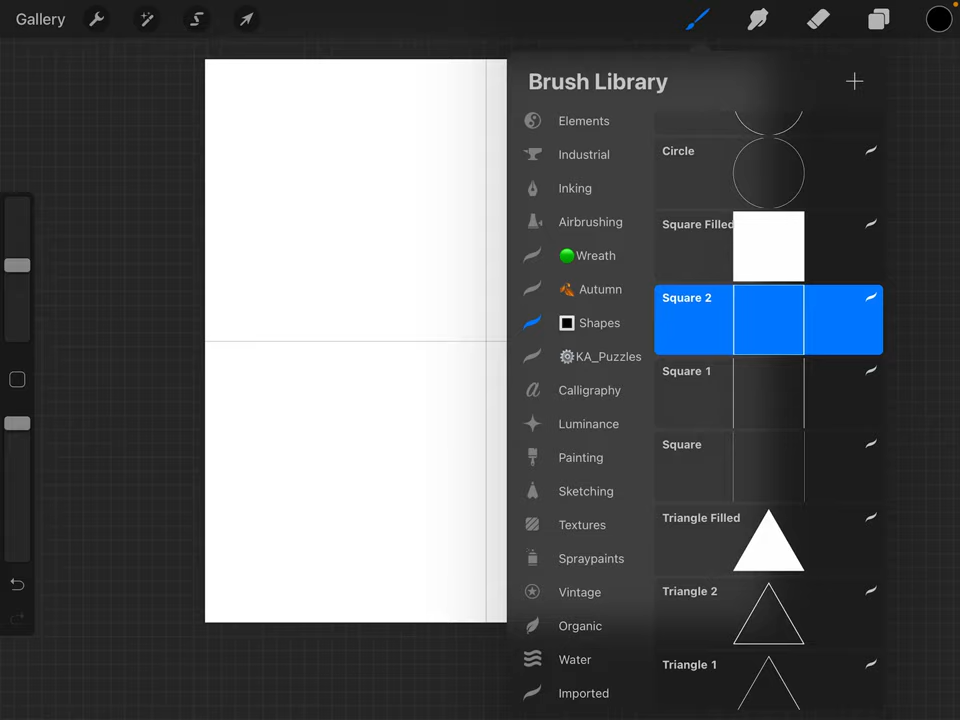 Gallery
Brush Library
Elements
Industrial
Inking
Airbrushing
Wreath
Autumn
Shapes
KA_Puzzles
Calligraphy
Luminance
Painting
Sketching
Textures
Spraypaints
Vintage
Organic
Water
Imported
Circle
Square Filled
Square 2
Square 1
Square
Triangle Filled
Triangle 2
Triangle 1